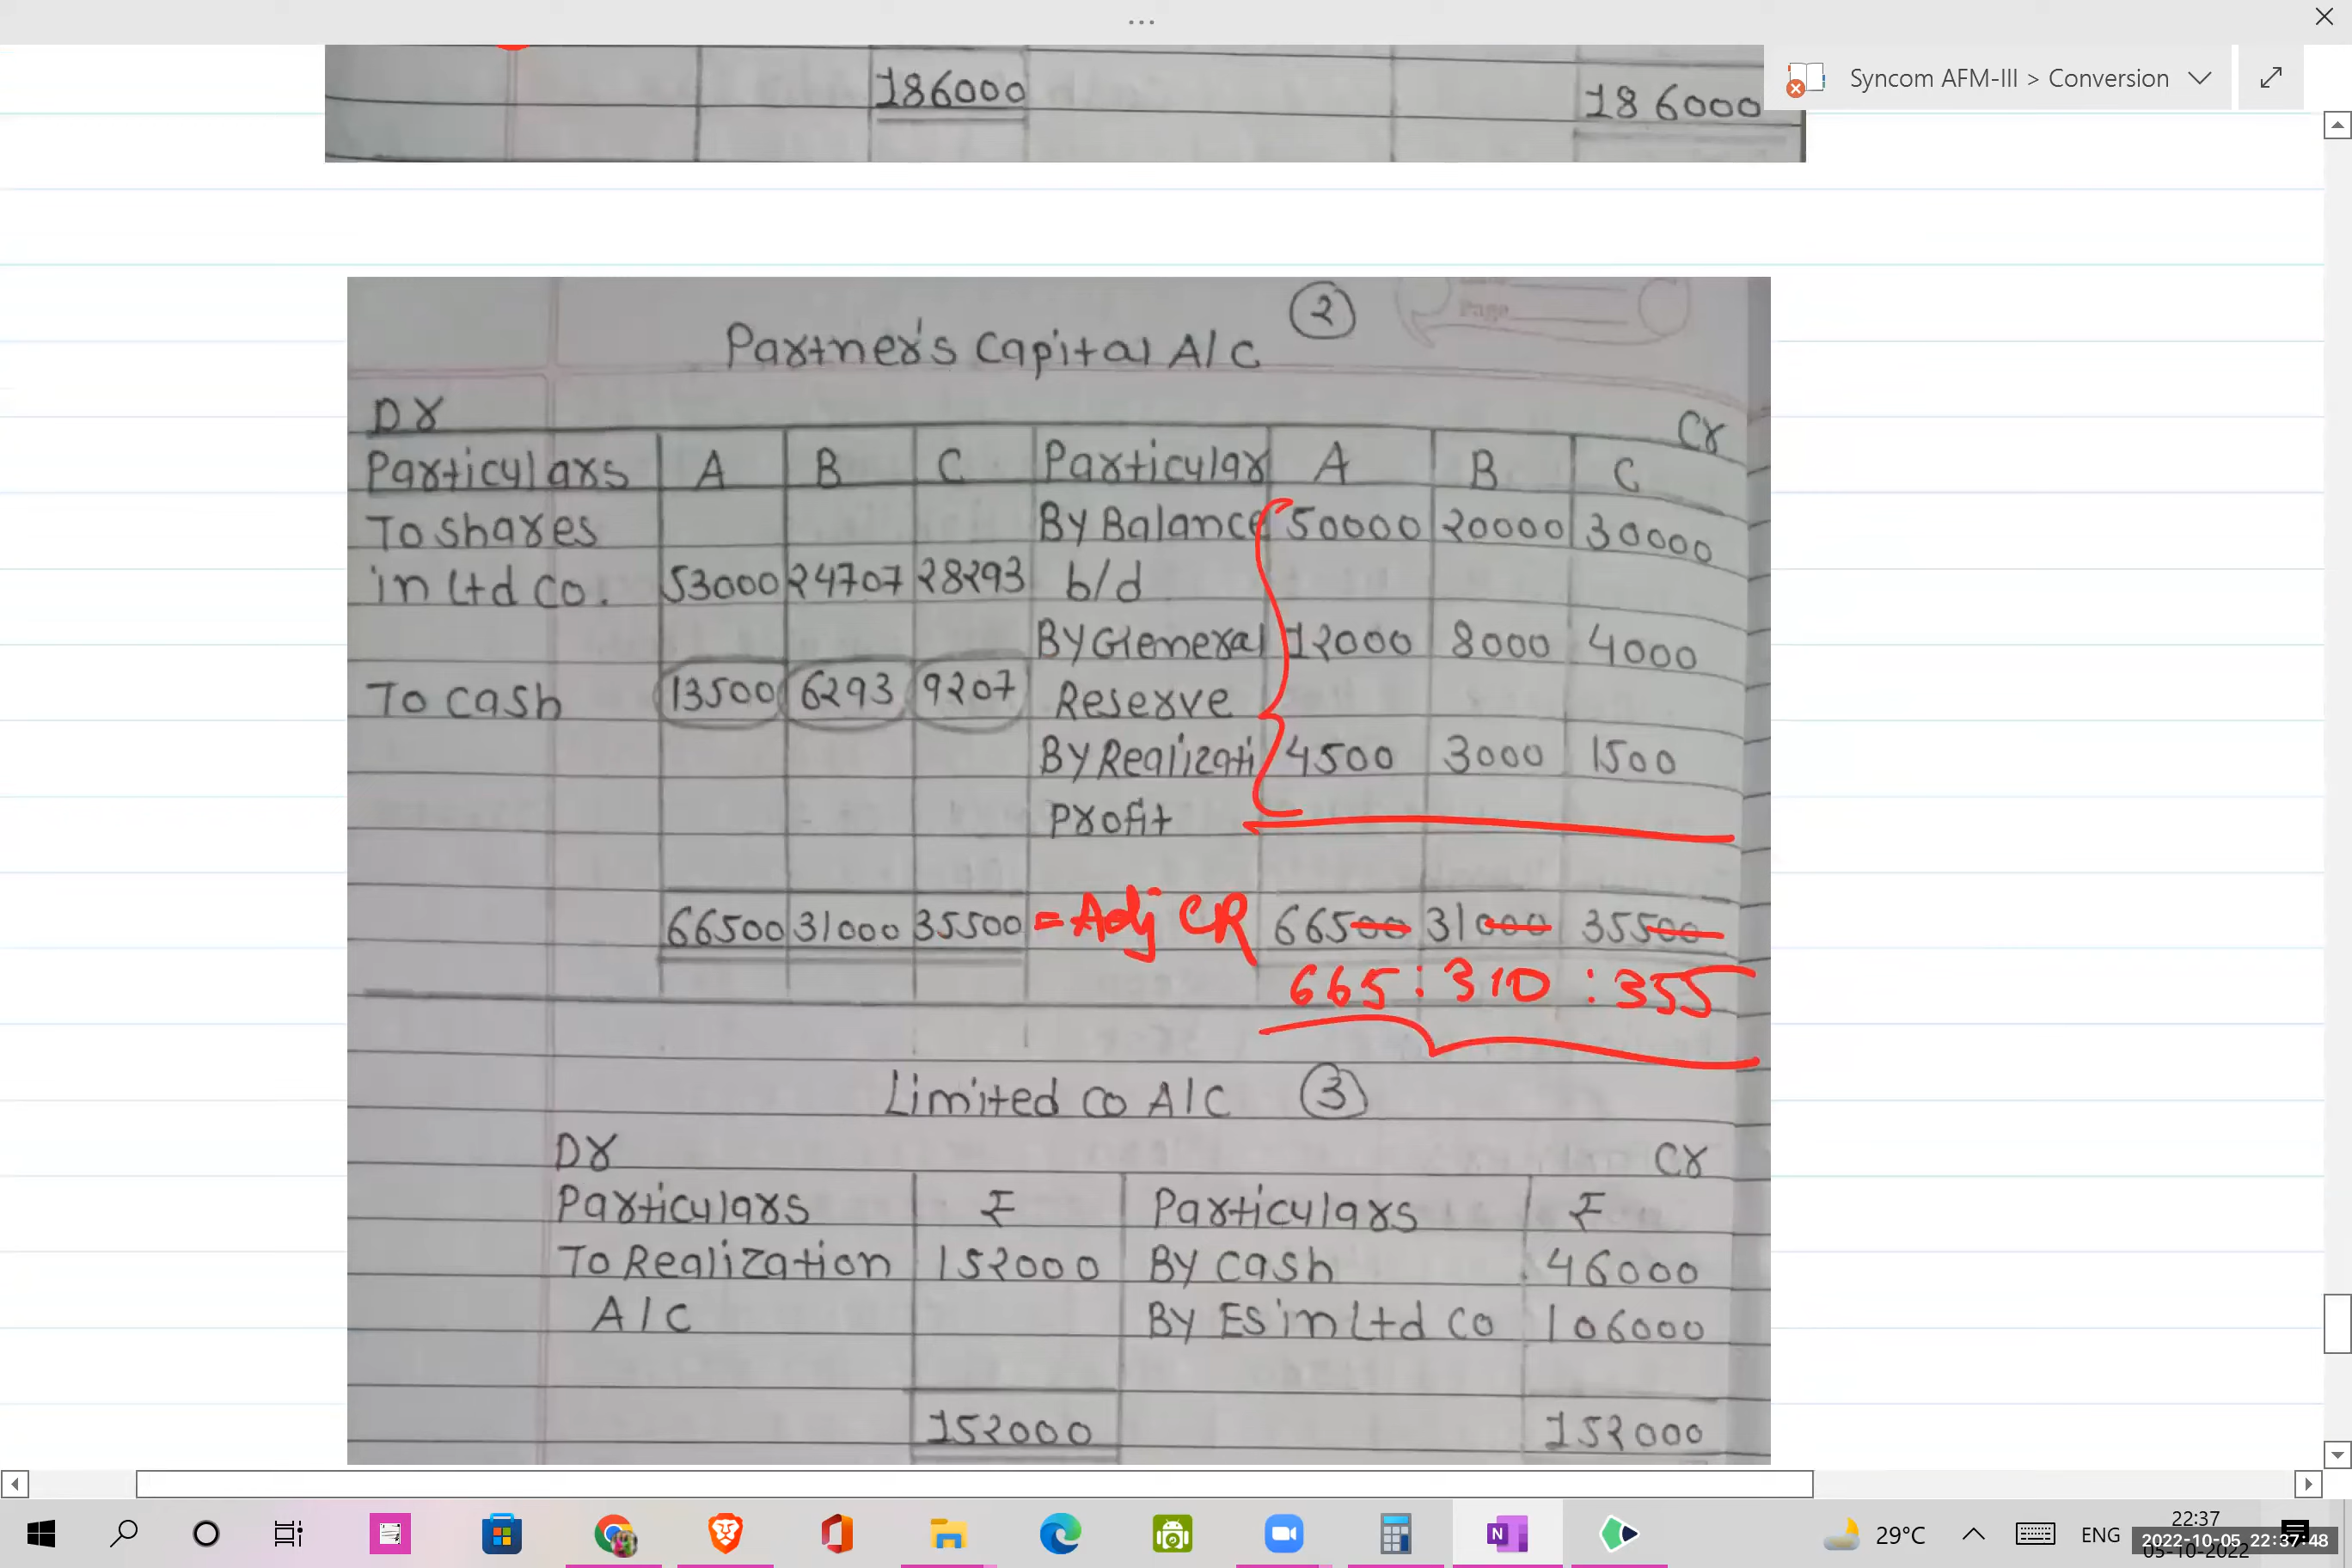 ...
Syncom AFM-III > Conversion
186000 186000
2
Partner's Capital A/C
Dr Cr
Particulars A B C Particular A B C
To shares By Balance 50000 20000 30000
in Ltd co. 53000 24707 28293 b/d
By General 12000 8000 4000
To cash 13500 6293 9207 Reserve
By Realizati 4500 3000 1500
Profit
66500 31000 35500 = Adj CR 66500 31000 35500
665 : 310 : 355
Limited co A/C 3
Dr Cr
Particulars ₹ Particulars ₹
To Realization 152000 By cash 46000
A/C By ES in Ltd Co 106000
152000 152000
29°C ENG 22:37
2022-10-05 22:37:48
05-10-2022